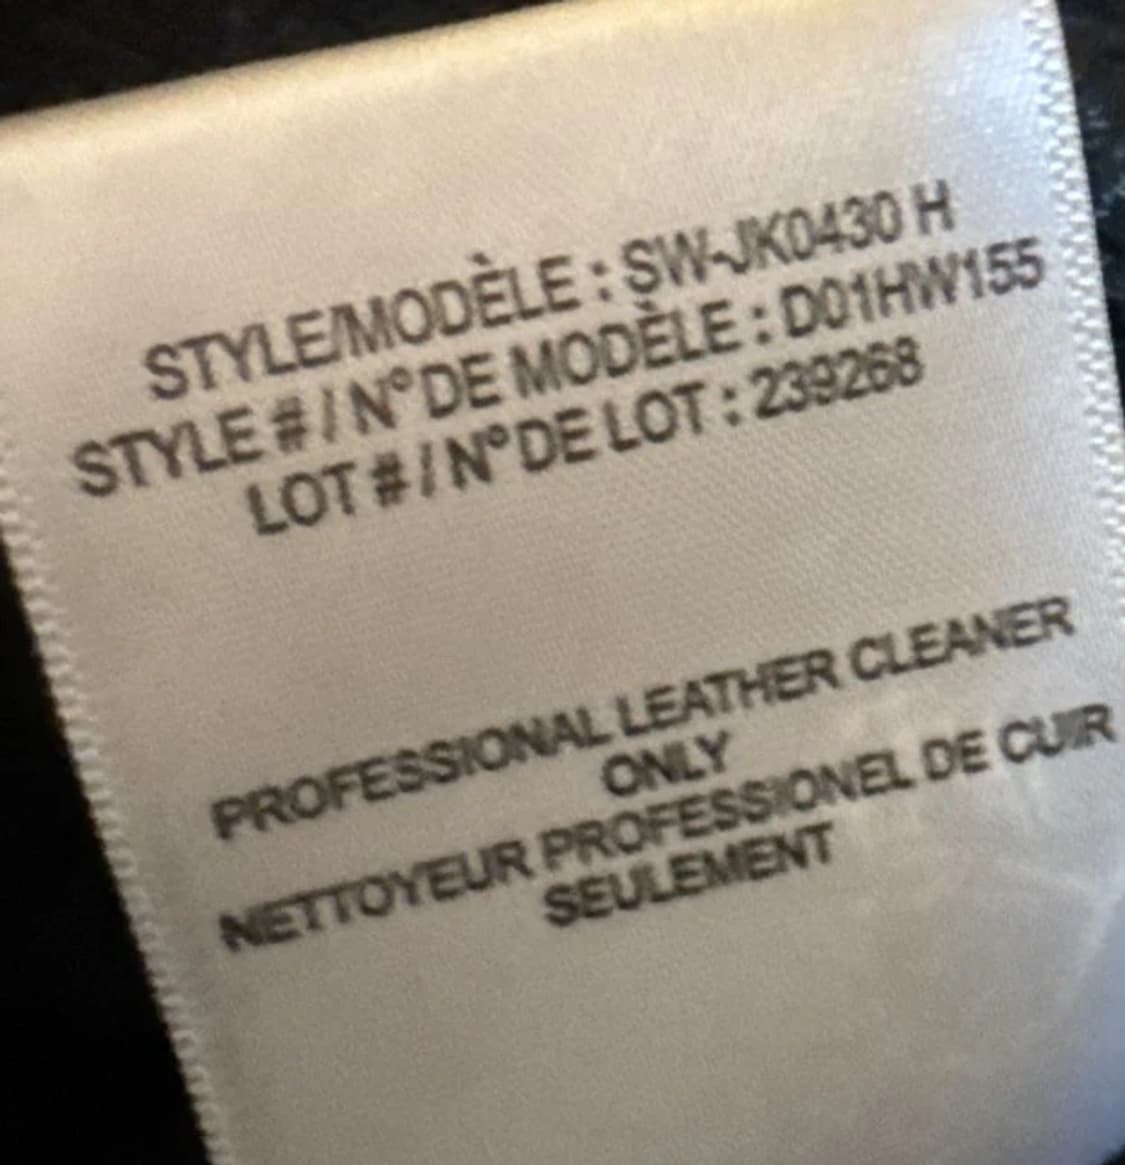 STYLE/MODÈLE : SW-JK0430 H
STYLE # / N° DE MODÈLE : D01HW155
LOT # / N° DE LOT : 239268
PROFESSIONAL LEATHER CLEANER
ONLY
NETTOYEUR PROFESSIONEL DE CUIR
SEULEMENT